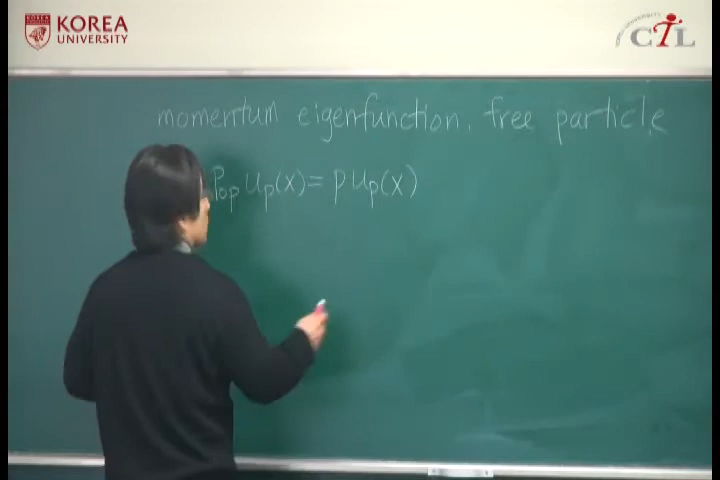 KOREA
UNIVERSITY
CTL
momentum eigenfunction, free particle
Pop up(x) = p up(x)